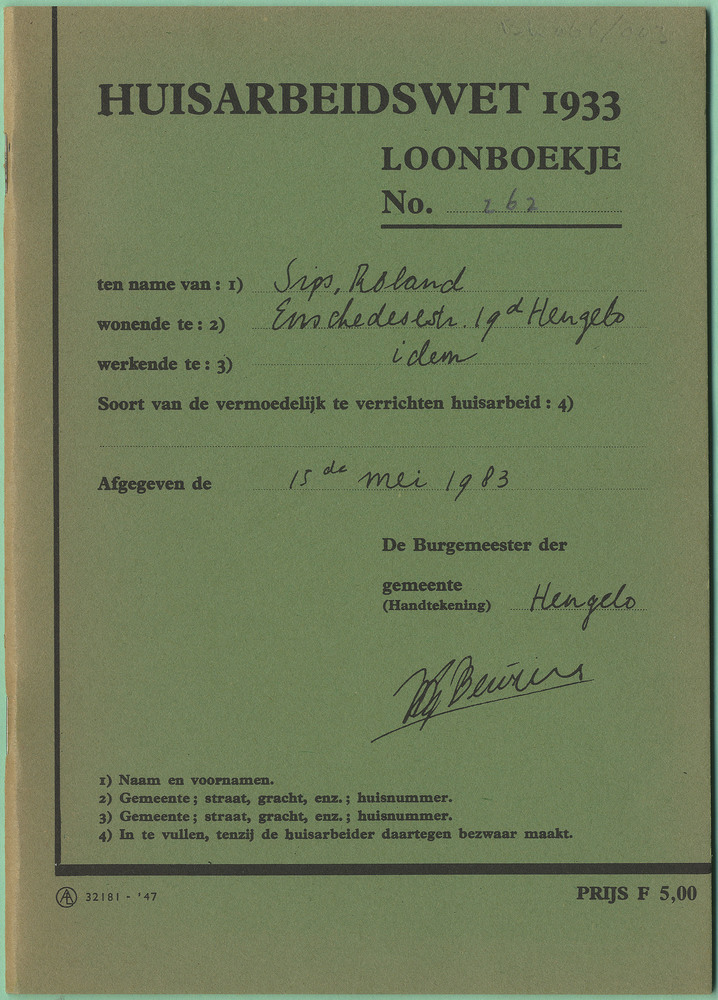 HUISARBEIDSWET 1933
LOONBOEKJE
No. 262
ten name van : 1) Sips, Roland
wonende te : 2) Enschedesestr. 19d Hengelo
werkende te : 3) idem
Soort van de vermoedelijk te verrichten huisarbeid : 4)
Afgegeven de 15de mei 1983
De Burgemeester der
gemeente
(Handtekening) Hengelo
1) Naam en voornamen.
2) Gemeente ; straat, gracht, enz. ; huisnummer.
3) Gemeente ; straat, gracht, enz. ; huisnummer.
4) In te vullen, tenzij de huisarbeider daartegen bezwaar maakt.
32181 - '47
PRIJS F 5,00